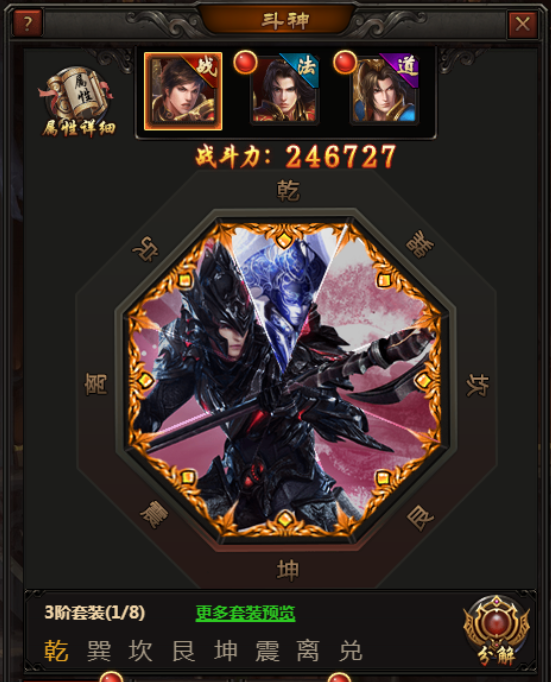 ?
斗神
战
法
道
属性
属性详细
战斗力: 246727
乾
兑
巽
离
坎
震
艮
坤
3阶套装(1/8)
更多套装预览
乾 巽 坎 艮 坤 震 离 兑
分解